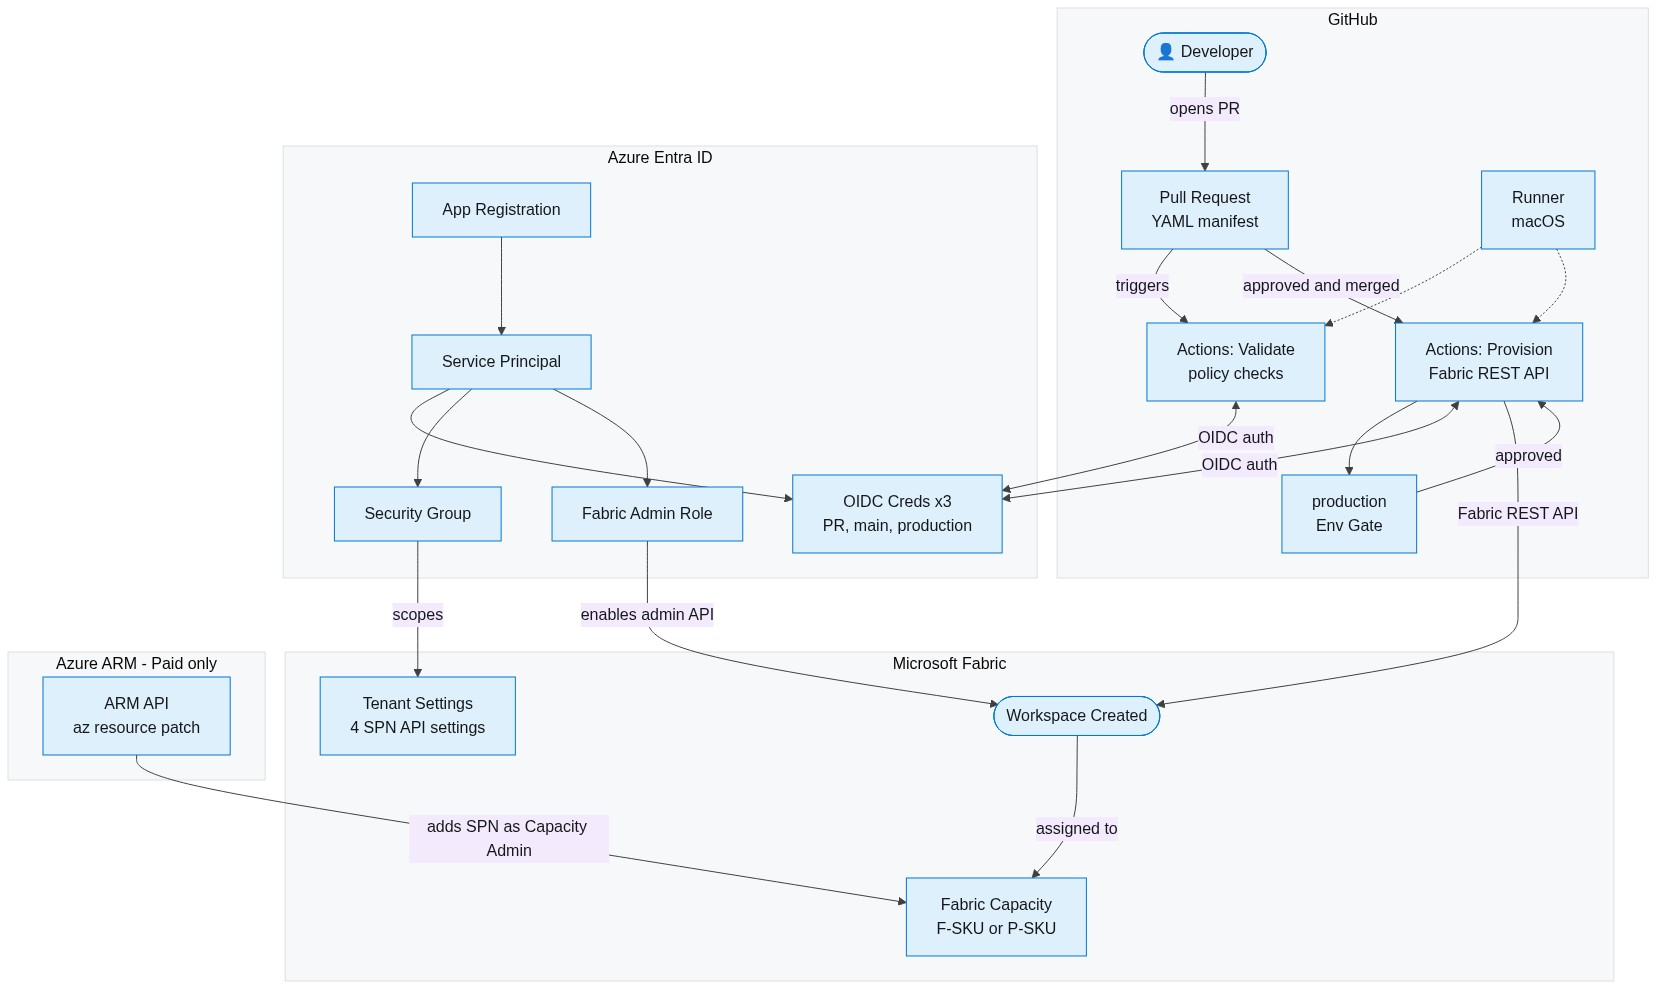 GitHub
👤 Developer
opens PR
Azure Entra ID
App Registration
Pull Request
YAML manifest
Runner
macOS
triggers
approved and merged
Service Principal
Actions: Validate
policy checks
Actions: Provision
Fabric REST API
OIDC auth
OIDC auth
approved
Security Group
Fabric Admin Role
OIDC Creds x3
PR, main, production
production
Env Gate
Fabric REST API
scopes
enables admin API
Azure ARM - Paid only
ARM API
az resource patch
Microsoft Fabric
Tenant Settings
4 SPN API settings
Workspace Created
adds SPN as Capacity
Admin
assigned to
Fabric Capacity
F-SKU or P-SKU